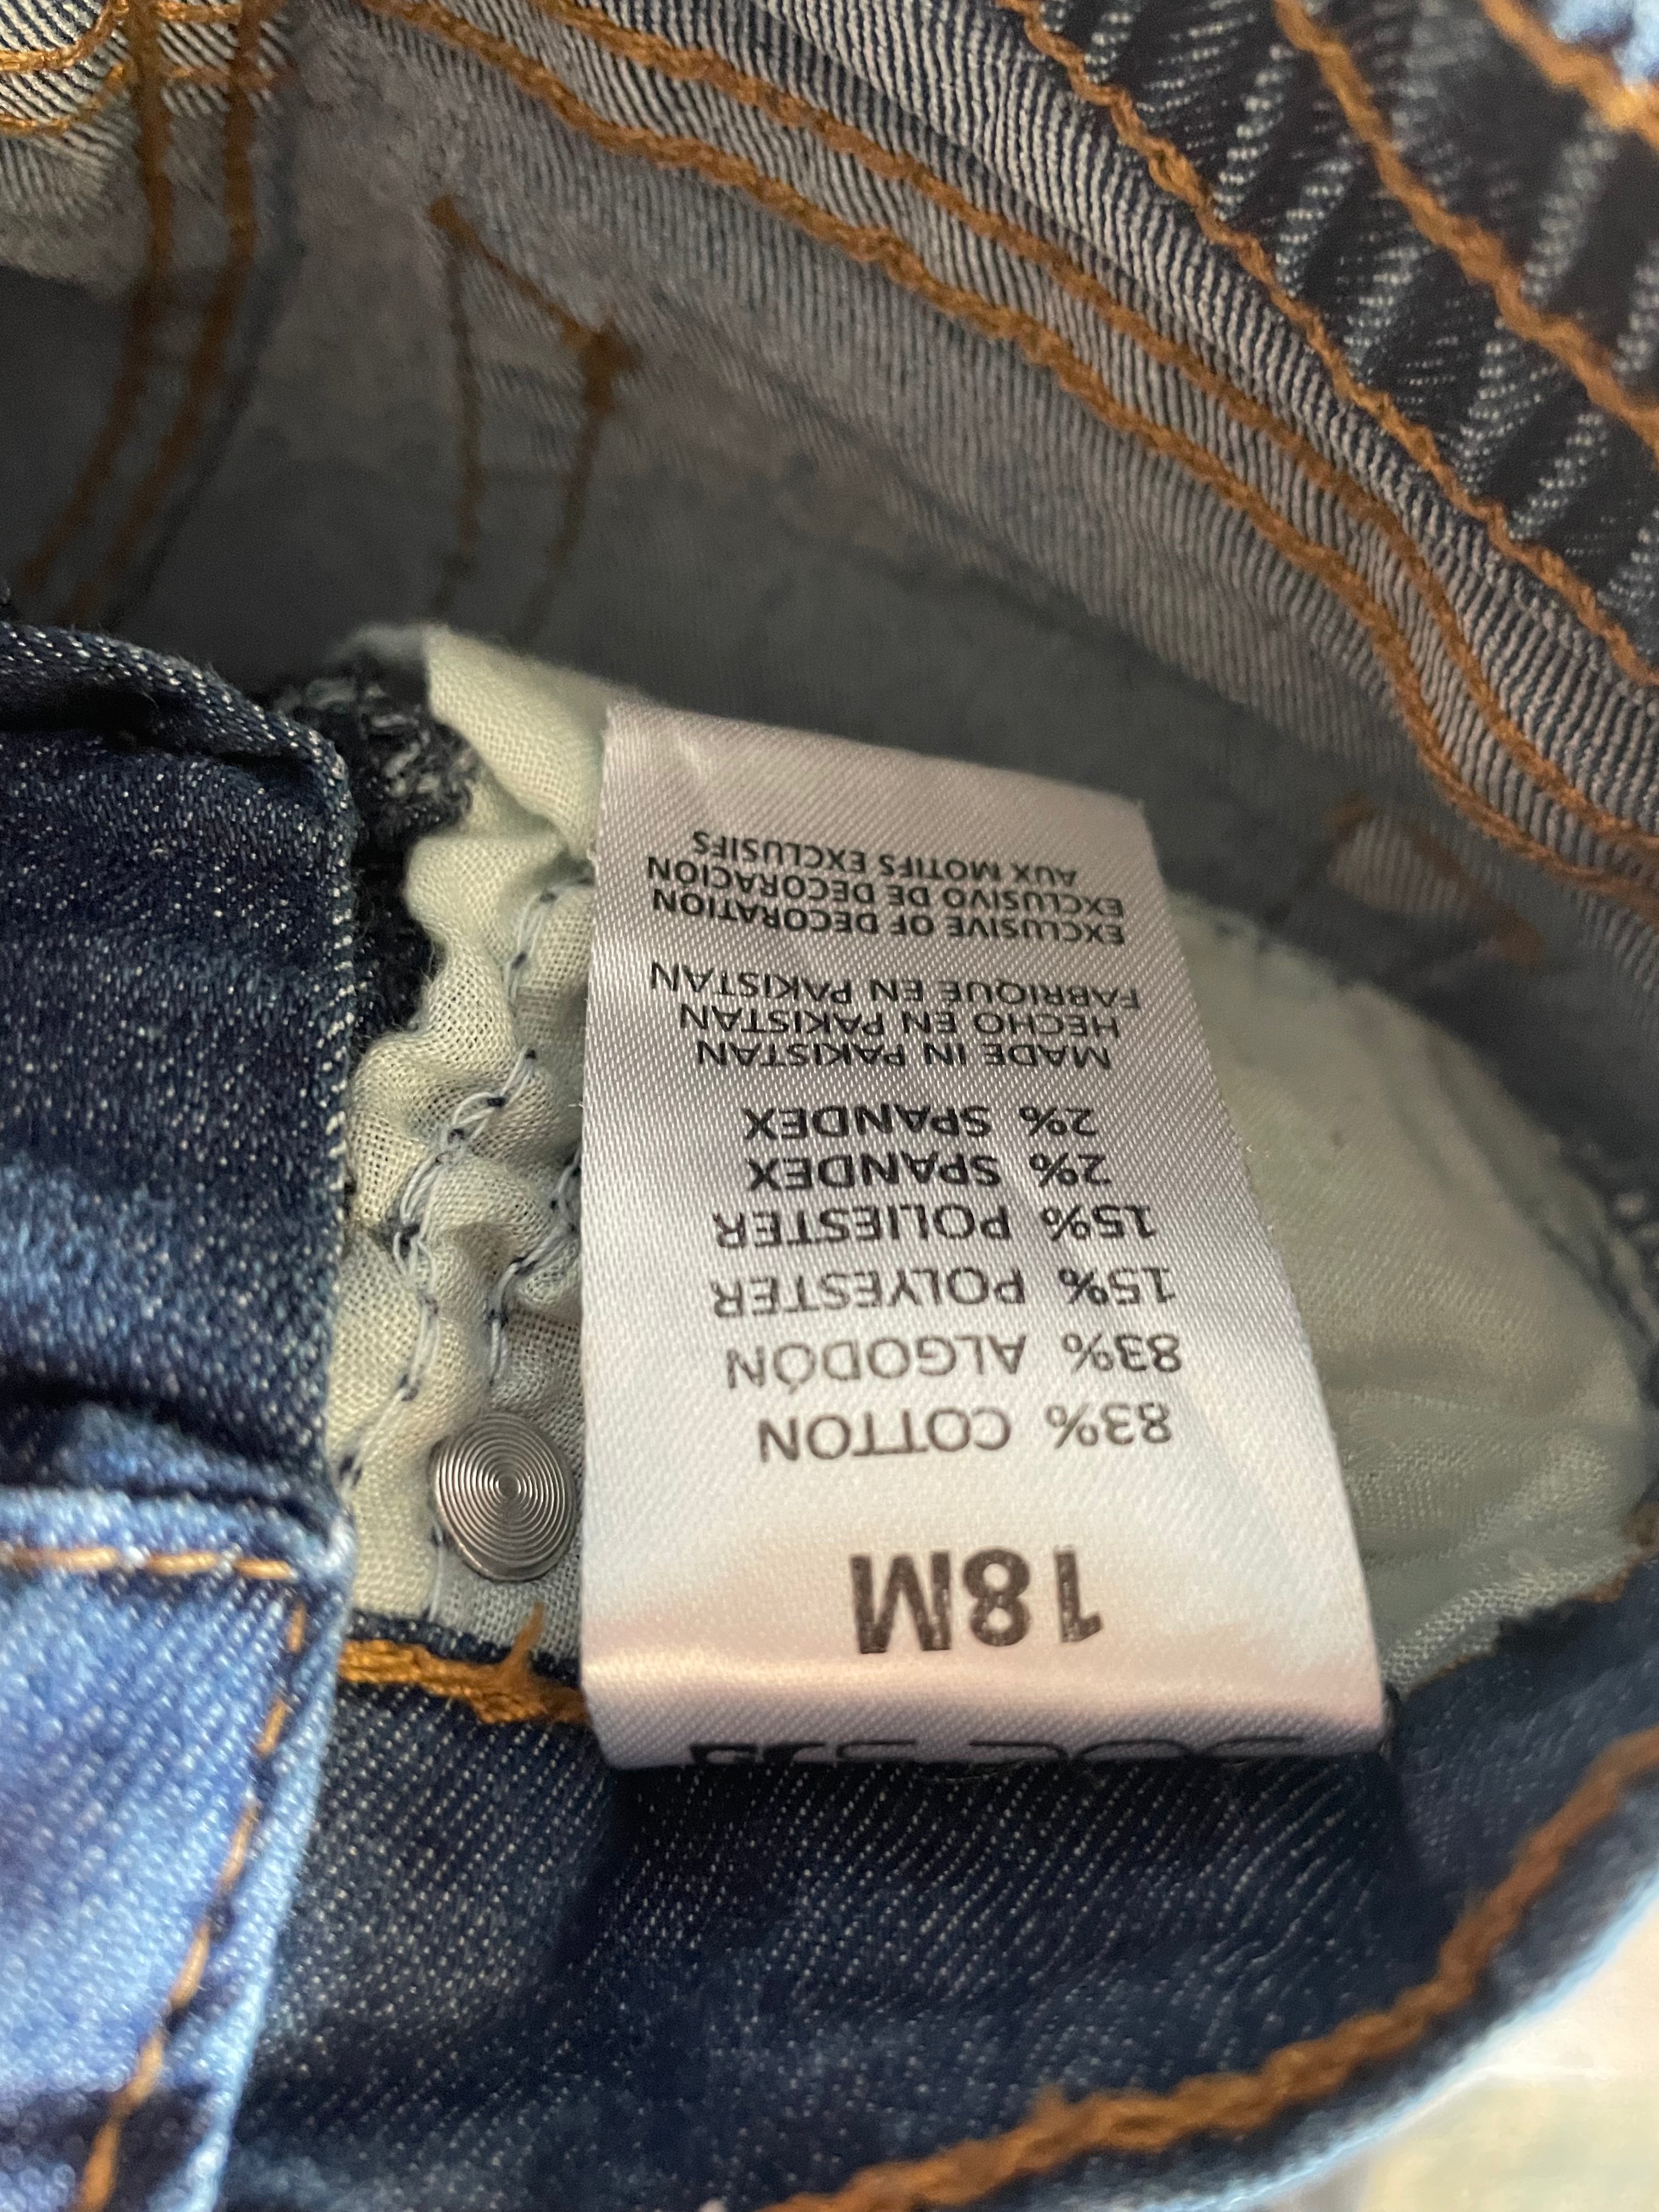 18M
83% COTTON
83% ALGODÓN
15% POLYESTER
15% POLIESTER
2% SPANDEX
2% SPANDEX
MADE IN PAKISTAN
HECHO EN PAKISTAN
FABRIQUÉ EN PAKISTAN
EXCLUSIVE OF DECORATION
EXCLUSIVO DE DECORACION
AUX MOTIFS EXCLUSIFS